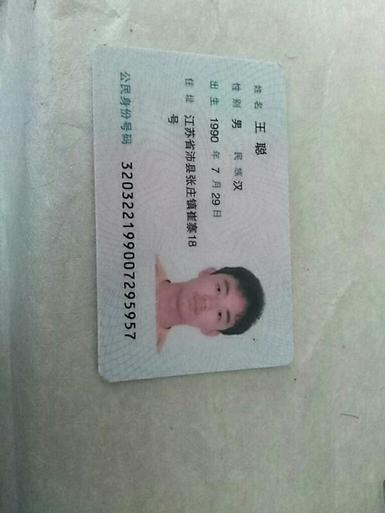 姓名 王聪
性别 男 民族 汉
出生 1990 年 7 月 29 日
住址 江苏省沛县张庄镇崔寨18
号
公民身份号码 320322199007295957